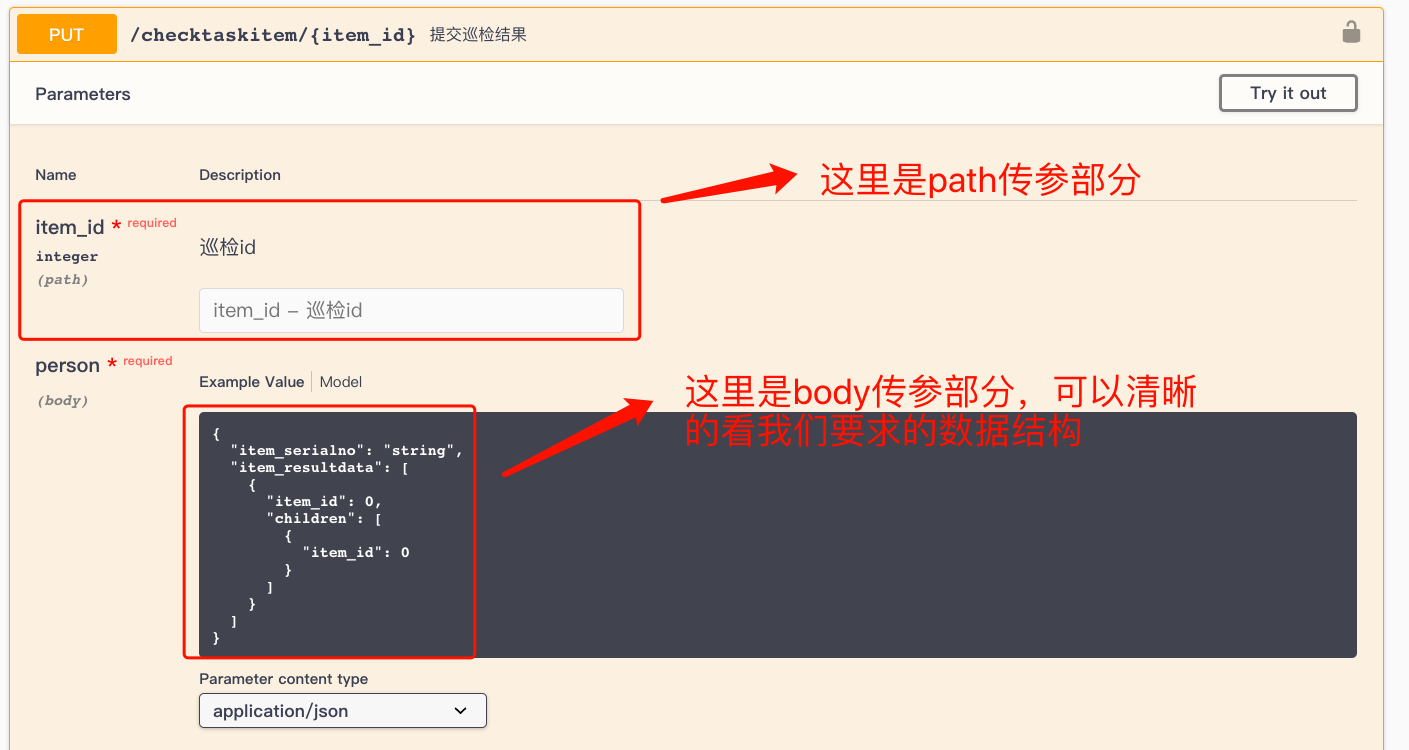 PUT /checktaskitem/{item_id} 提交巡检结果
Parameters
Try it out
Name Description
这里是path传参部分
item_id * required
integer
(path)
巡检id
item_id – 巡检id
person * required
(body)
Example Value Model
这里是body传参部分，可以清晰
的看我们要求的数据结构
{
  "item_serialno": "string",
  "item_resultdata": [
    {
      "item_id": 0,
      "children": [
        {
          "item_id": 0
        }
      ]
    }
  ]
}
Parameter content type
application/json